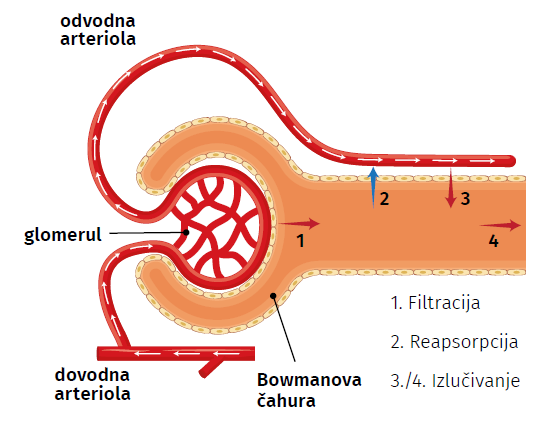 odvodna
arteriola
glomerul
1
2
3
4
dovodna
arteriola
Bowmanova
čahura
1. Filtracija
2. Reapsorpcija
3./4. Izlučivanje